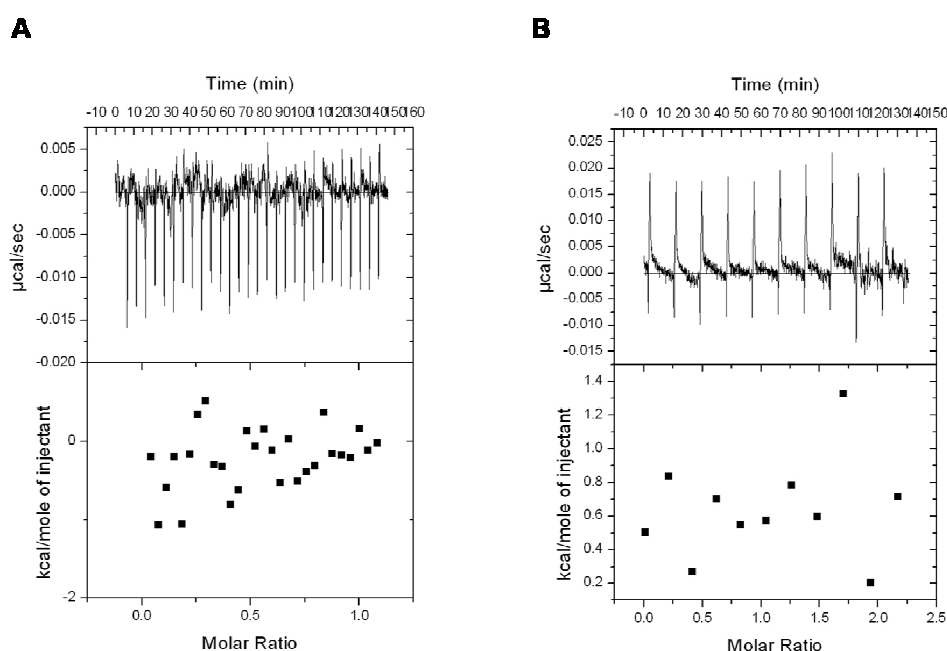 A
B
Time (min)
-10 0 10 20 30 40 50 60 70 80 90 100 110 120 130 140 150 160
0.005
0.000
-0.005
-0.010
-0.015
-0.020
µcal/sec
0
-2
kcal/mole of injectant
0.0 0.5 1.0
Molar Ratio
Time (min)
-10 0 10 20 30 40 50 60 70 80 90 100 110 120 130 140 150
0.025
0.020
0.015
0.010
0.005
0.000
-0.005
-0.010
-0.015
µcal/sec
1.4
1.2
1.0
0.8
0.6
0.4
0.2
kcal/mole of injectant
0.0 0.5 1.0 1.5 2.0 2.5
Molar Ratio